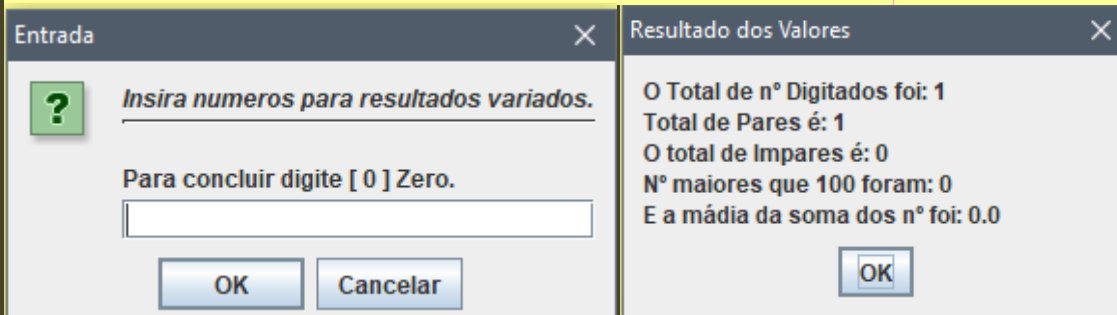 Entrada
Insira numeros para resultados variados.
Para concluir digite [ 0 ] Zero.
OK
Cancelar
Resultado dos Valores
O Total de nº Digitados foi: 1
Total de Pares é: 1
O total de Impares é: 0
Nº maiores que 100 foram: 0
E a mádia da soma dos nº foi: 0.0
OK